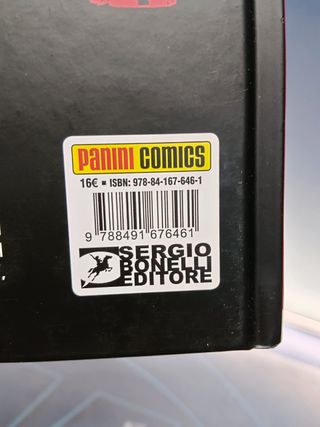 PANINI COMICS
16€ ▪ ISBN: 978-84-167-646-1
9 788491 676461
SERGIO
BONELLI
EDITORE